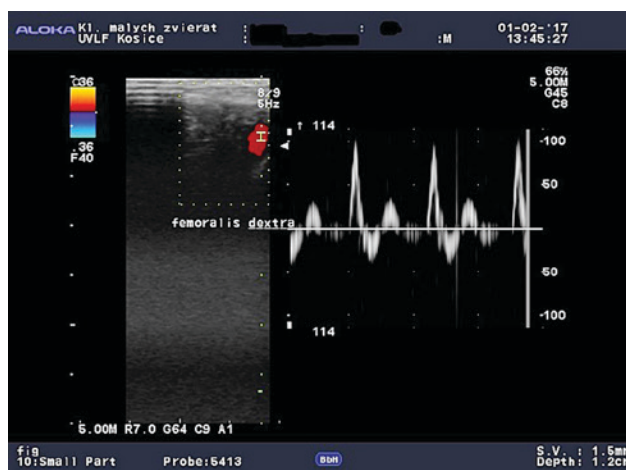 ALOKA Kl. malych zvierat : :
UVLF Kosice : :M
01-02-'17
13:45:27
66%
5.00M
G45
C8
36
.36
F40
8/9
5Hz
femoralis dextra
114
100
50
50
100
114
5.00M R7.0 G64 C9 A1
fig
10:Small Part Probe:5413 BbH
S.V. : 1.5mm
Depth: 1.2cm